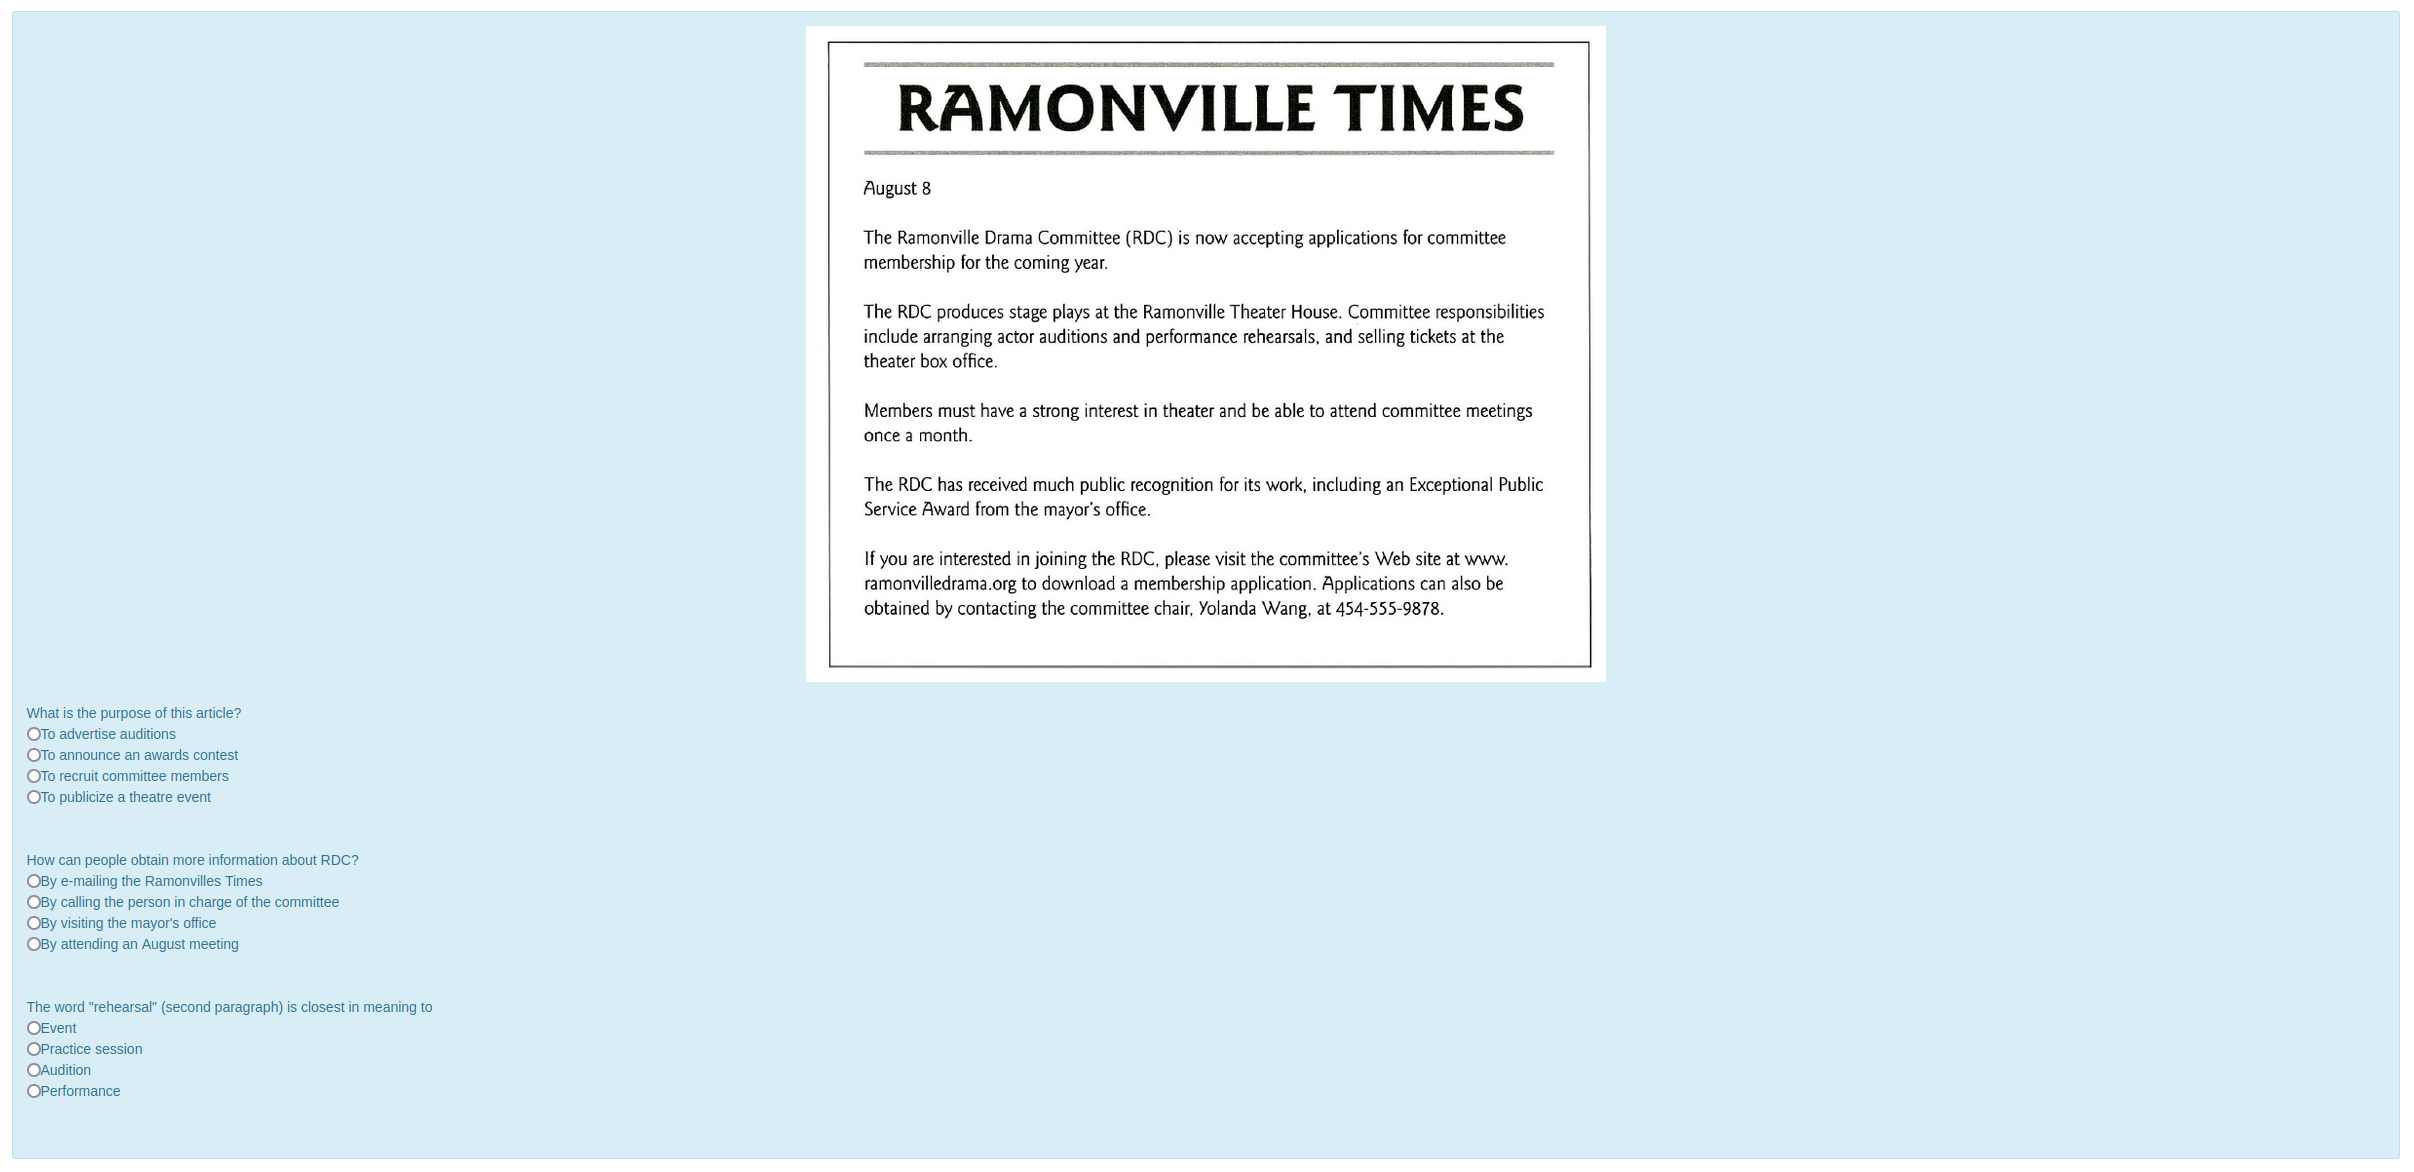 RAMONVILLE TIMES
August 8
The Ramonville Drama Committee (RDC) is now accepting applications for committee
membership for the coming year.
The RDC produces stage plays at the Ramonville Theater House. Committee responsibilities
include arranging actor auditions and performance rehearsals, and selling tickets at the
theater box office.
Members must have a strong interest in theater and be able to attend committee meetings
once a month.
The RDC has received much public recognition for its work, including an Exceptional Public
Service Award from the mayor's office.
If you are interested in joining the RDC, please visit the committee's Web site at www.
ramonvilledrama.org to download a membership application. Applications can also be
obtained by contacting the committee chair, Yolanda Wang, at 454-555-9878.
What is the purpose of this article?
To advertise auditions
To announce an awards contest
To recruit committee members
To publicize a theatre event
How can people obtain more information about RDC?
By e-mailing the Ramonvilles Times
By calling the person in charge of the committee
By visiting the mayor's office
By attending an August meeting
The word "rehearsal" (second paragraph) is closest in meaning to
Event
Practice session
Audition
Performance